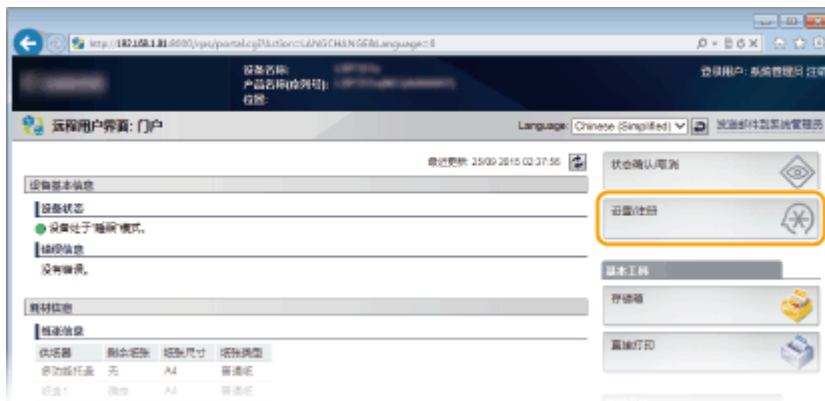 http://192.168.1.81:8000/rps/portal.cgi?Action=LANGCHANGE&Language=6
设备名称:
登录用户: 系统管理员 注销
产品名称(序列号):
位置:
远程用户界面: 门户
Language: Chinese (Simplified) 发送邮件到系统管理员
最近更新: 25/09 2015 02:37:56
状态确认/取消
设备基本信息
设备状态
设置/注册
设备处于"睡眠"模式。
错误信息
没有错误。
基本工具
存储箱
耗材信息
纸张信息
供纸器 剩余纸张 纸张尺寸 纸张类型
直接打印
多功能托盘 无 A4 普通纸
纸盒1 A4 普通纸